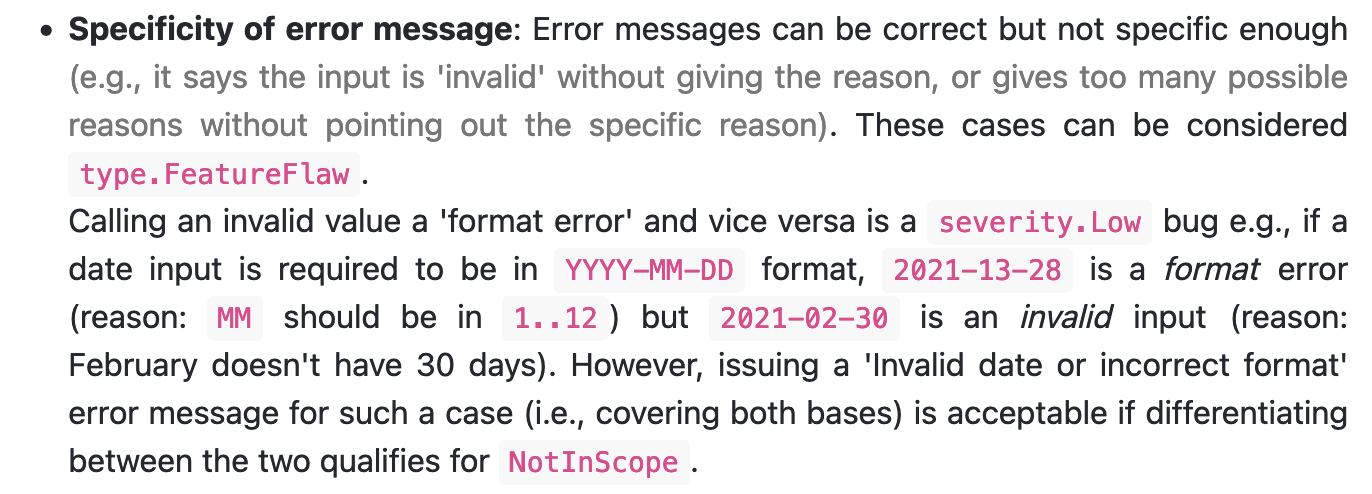 • Specificity of error message: Error messages can be correct but not specific enough
(e.g., it says the input is 'invalid' without giving the reason, or gives too many possible
reasons without pointing out the specific reason). These cases can be considered
type.FeatureFlaw.
Calling an invalid value a 'format error' and vice versa is a severity.Low bug e.g., if a
date input is required to be in YYYY-MM-DD format, 2021-13-28 is a format error
(reason: MM should be in 1..12) but 2021-02-30 is an invalid input (reason:
February doesn't have 30 days). However, issuing a 'Invalid date or incorrect format'
error message for such a case (i.e., covering both bases) is acceptable if differentiating
between the two qualifies for NotInScope.